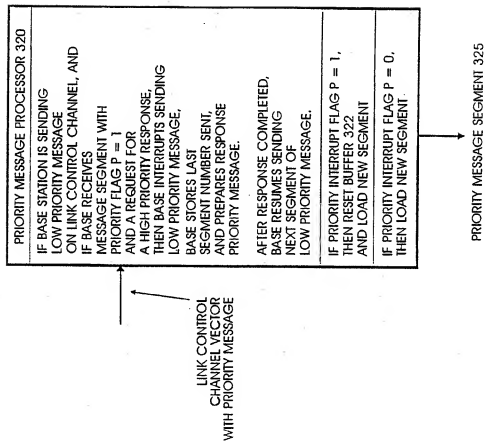 PRIORITY MESSAGE PROCESSOR 320
IF BASE STATION IS SENDING
LOW PRIORITY MESSAGE
ON LINK CONTROL CHANNEL, AND
IF BASE RECEIVES
MESSAGE SEGMENT WITH
PRIORITY FLAG P = 1
AND A REQUEST FOR
A HIGH PRIORITY RESPONSE,
THEN BASE INTERRUPTS SENDING
LOW PRIORITY MESSAGE,
BASE STORES LAST
SEGMENT NUMBER SENT,
AND PREPARES RESPONSE
PRIORITY MESSAGE.
AFTER RESPONSE COMPLETED,
BASE RESUMES SENDING
NEXT SEGMENT OF
LOW PRIORITY MESSAGE.
IF PRIORITY INTERRUPT FLAG P = 1,
THEN RESET BUFFER 322
AND LOAD NEW SEGMENT
IF PRIORITY INTERRUPT FLAG P = 0,
THEN LOAD NEW SEGMENT
LINK CONTROL
CHANNEL VECTOR
WITH PRIORITY MESSAGE
PRIORITY MESSAGE SEGMENT 325